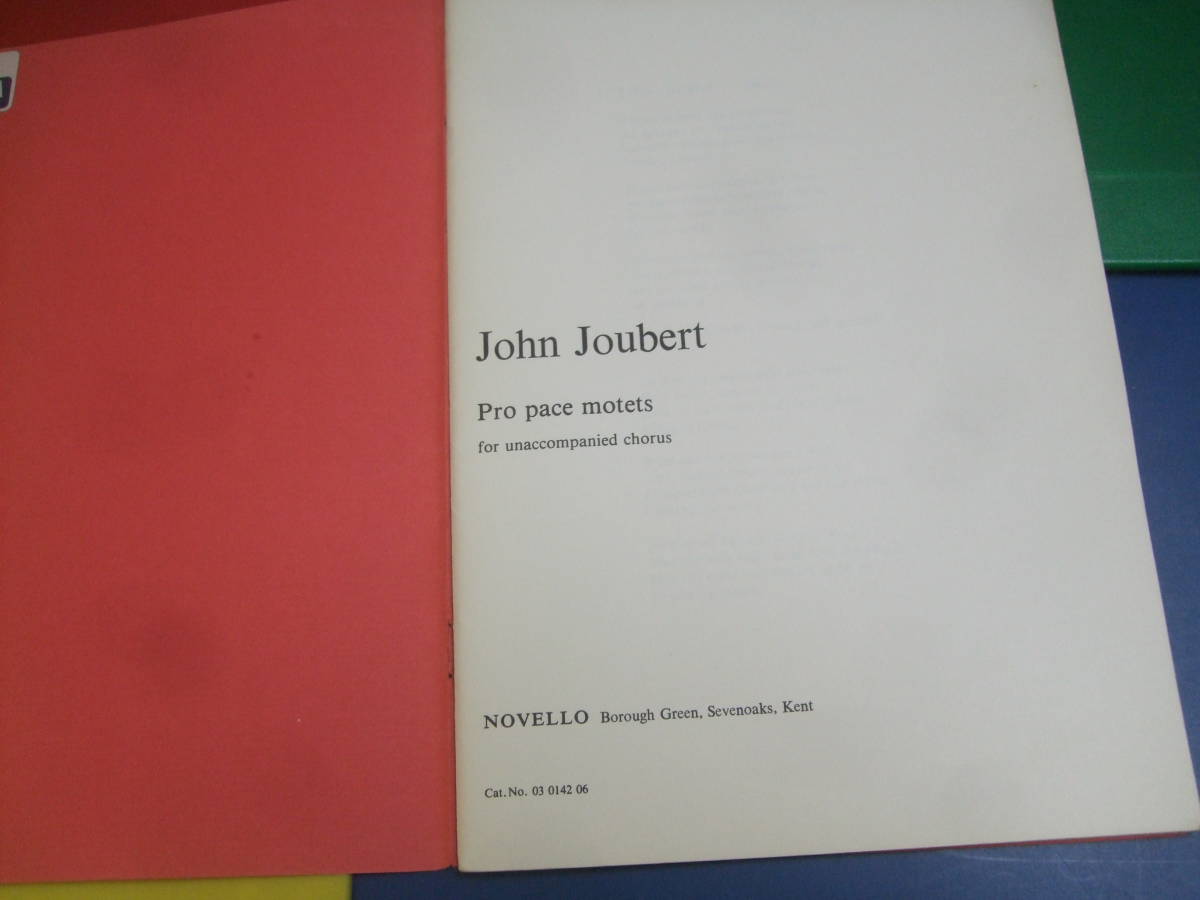 John Joubert
Pro pace motets
for unaccompanied chorus
NOVELLO Borough Green, Sevenoaks, Kent
Cat. No. 03 0142 06